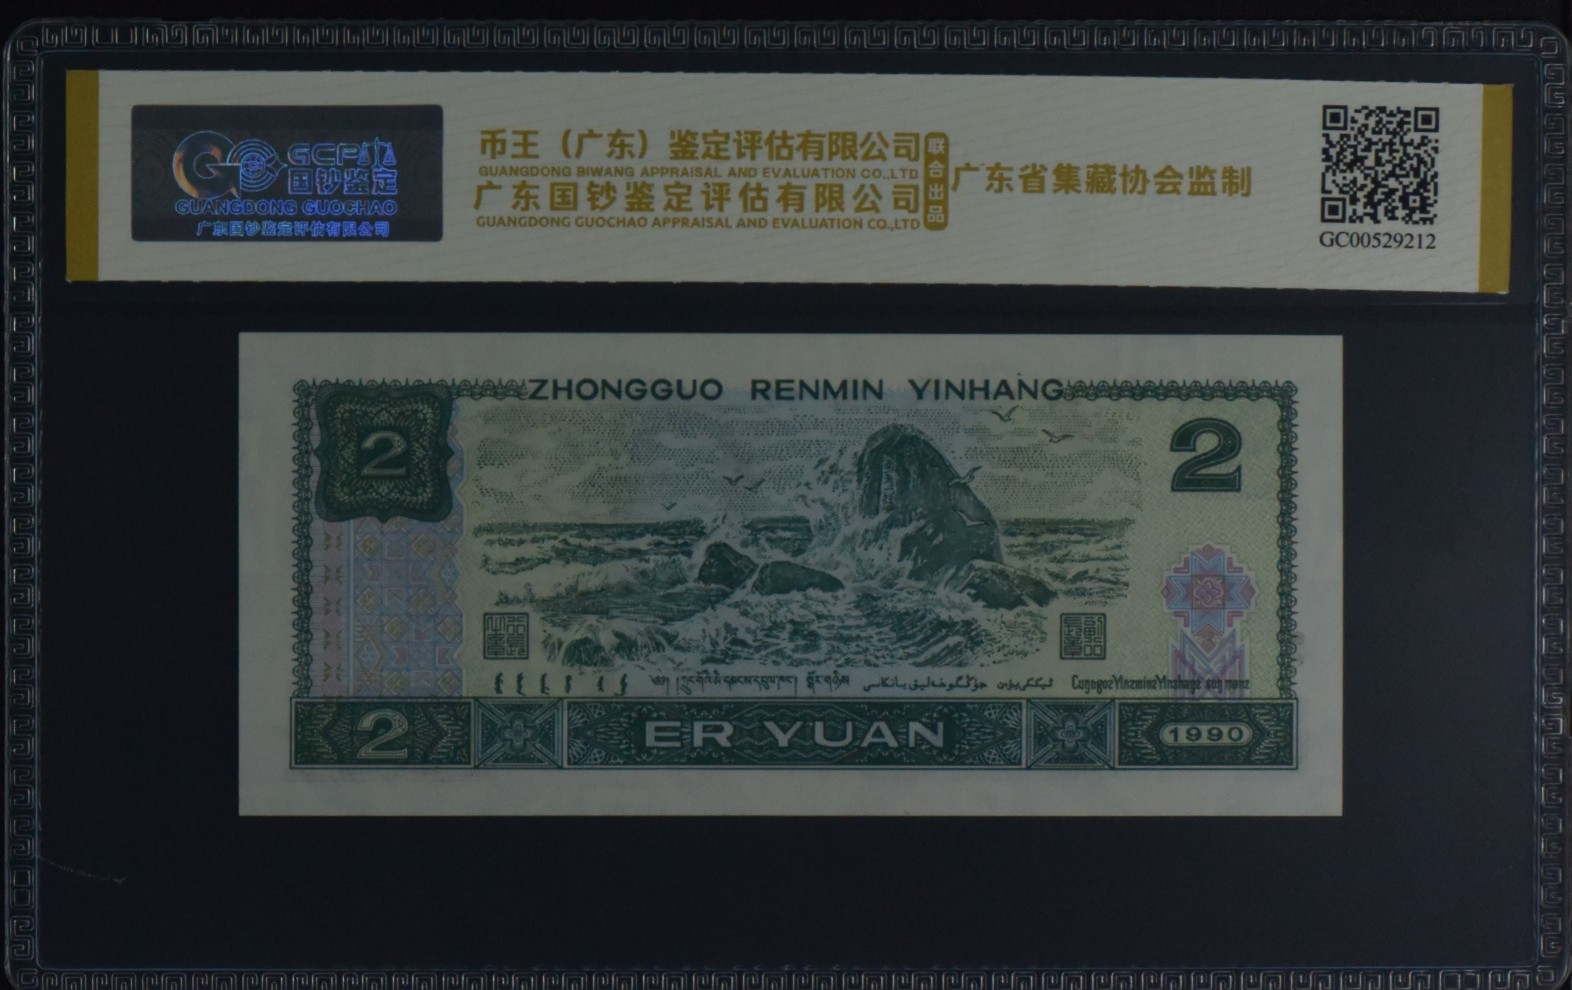 GCP
国钞鉴定
GUANGDONG GUOCHAO
广东国钞鉴定评估有限公司
币王（广东）鉴定评估有限公司
GUANGDONG BIWANG APPRAISAL AND EVALUATION CO.,LTD
广东国钞鉴定评估有限公司
GUANGDONG GUOCHAO APPRAISAL AND EVALUATION CO.,LTD
联合出品
广东省集藏协会监制
GC00529212
ZHONGGUO RENMIN YINHANG
2
2
2
ER YUAN
1990